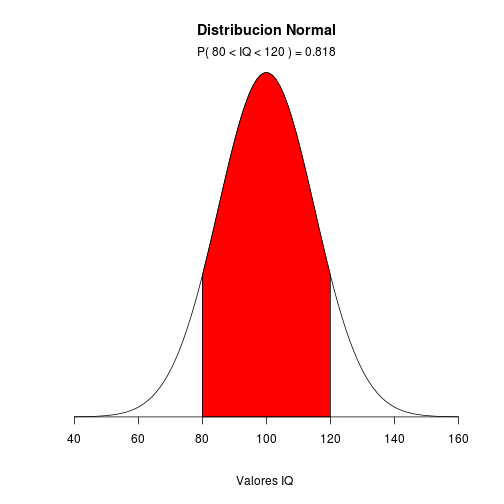 Distribucion Normal
P( 80 < IQ < 120 ) = 0.818
40 60 80 100 120 140 160
Valores IQ